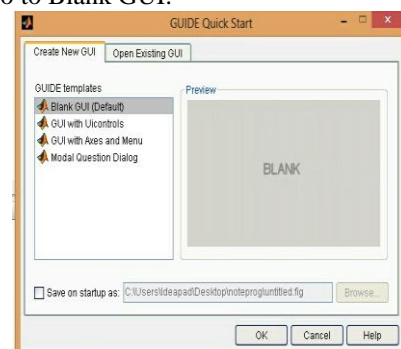 to Blank GUI.
GUIDE Quick Start
Create New GUI
Open Existing GUI
GUIDE templates
Blank GUI (Default)
GUI with Uicontrols
GUI with Axes and Menu
Modal Question Dialog
Preview
BLANK
Save on startup as:
C:\Users\Ideapad\Desktop\noteprog\untitled.fig
Browse...
OK
Cancel
Help